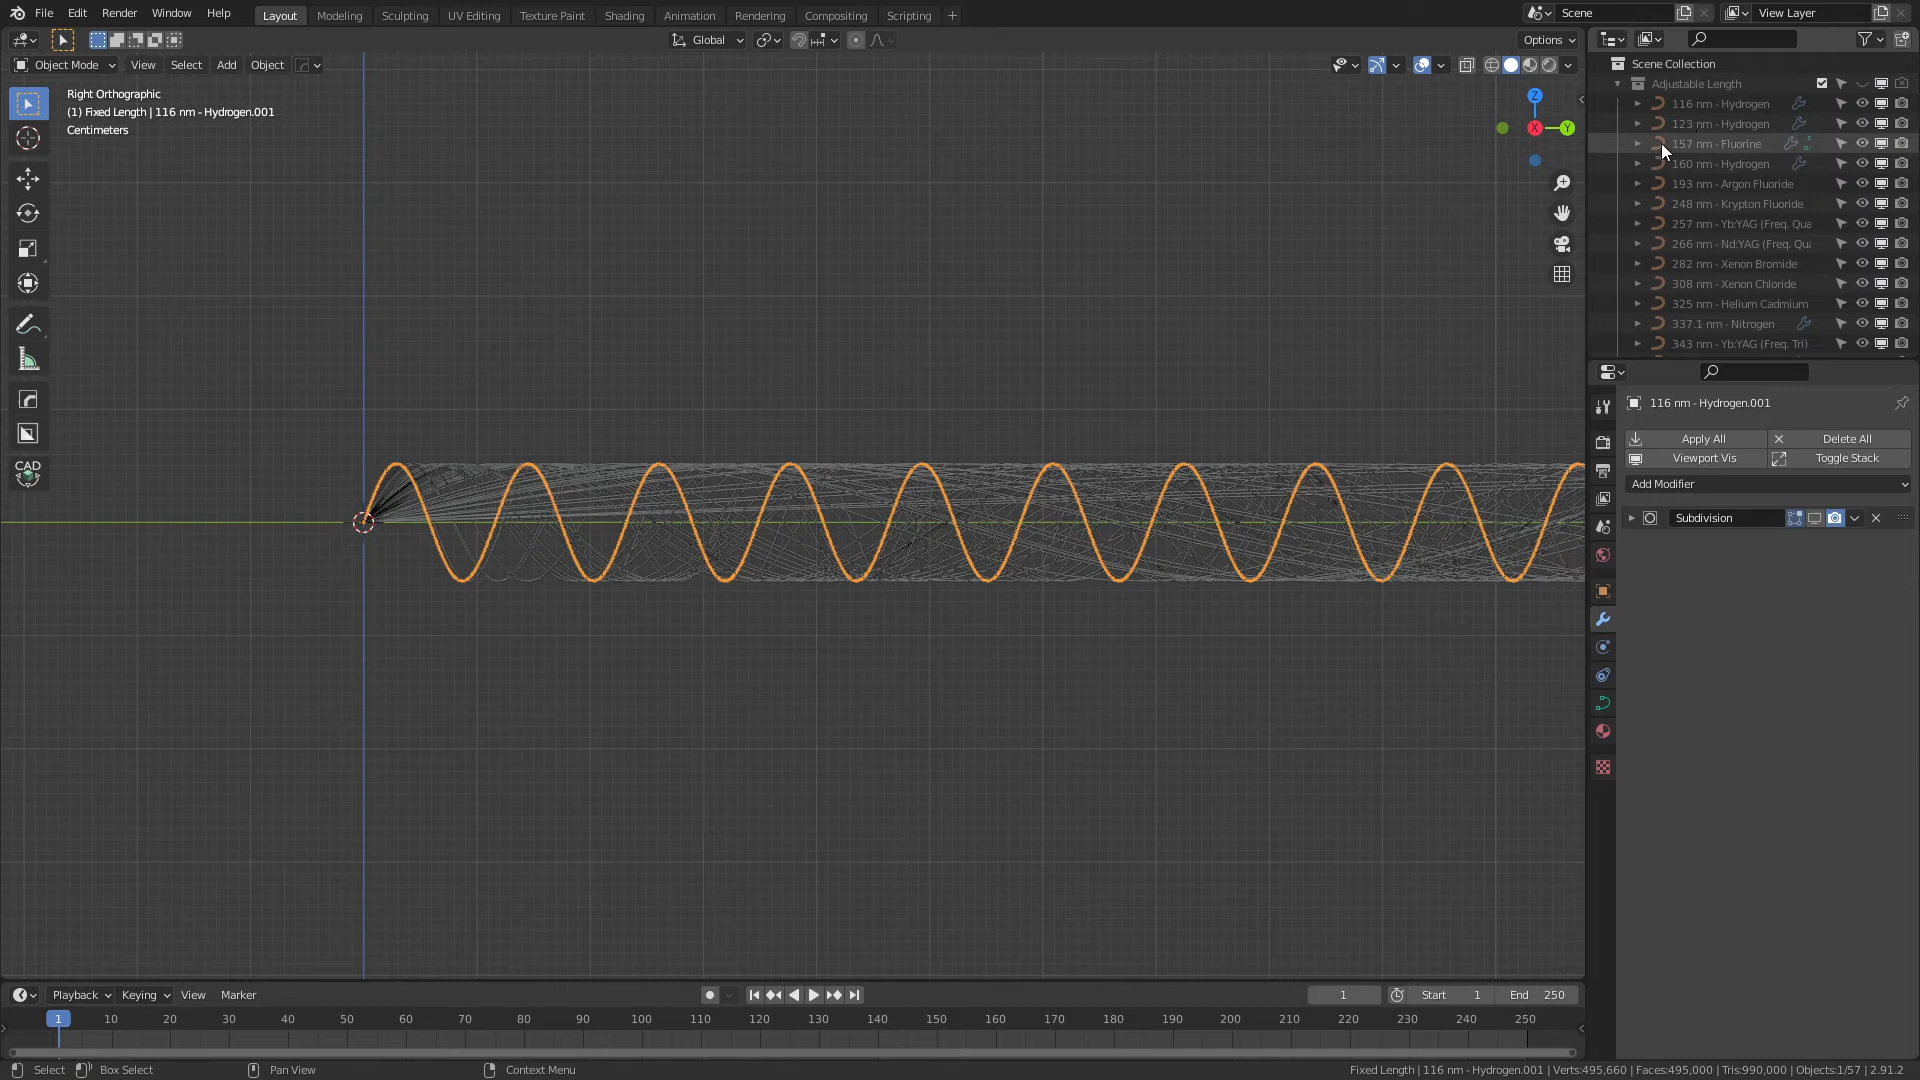 File Edit Render Window Help Layout Modeling Sculpting UV Editing Texture Paint Shading Animation Rendering Compositing Scripting + Scene View Layer
Global Options
Object Mode View Select Add Object
Right Orthographic
(1) Fixed Length | 116 nm - Hydrogen.001
Centimeters
Z
X
Y
CAD
Scene Collection
Adjustable Length
116 nm - Hydrogen
123 nm - Hydrogen
157 nm - Fluorine
160 nm - Hydrogen
193 nm - Argon Fluoride
248 nm - Krypton Fluoride
257 nm - Yb:YAG (Freq. Qua
266 nm - Nd:YAG (Freq. Qua
282 nm - Xenon Bromide
308 nm - Xenon Chloride
325 nm - Helium Cadmium
337.1 nm - Nitrogen
343 nm - Yb:YAG (Freq. Tri)
116 nm - Hydrogen.001
Apply All Delete All
Viewport Vis Toggle Stack
Add Modifier
Subdivision
Playback Keying View Marker 1 Start 1 End 250
1 10 20 30 40 50 60 70 80 90 100 110 120 130 140 150 160 170 180 190 200 210 220 230 240 250
Select Box Select Pan View Context Menu Fixed Length | 116 nm - Hydrogen.001 | Verts:495,660 | Faces:495,000 | Tris:990,000 | Objects:1/57 | 2.91.2